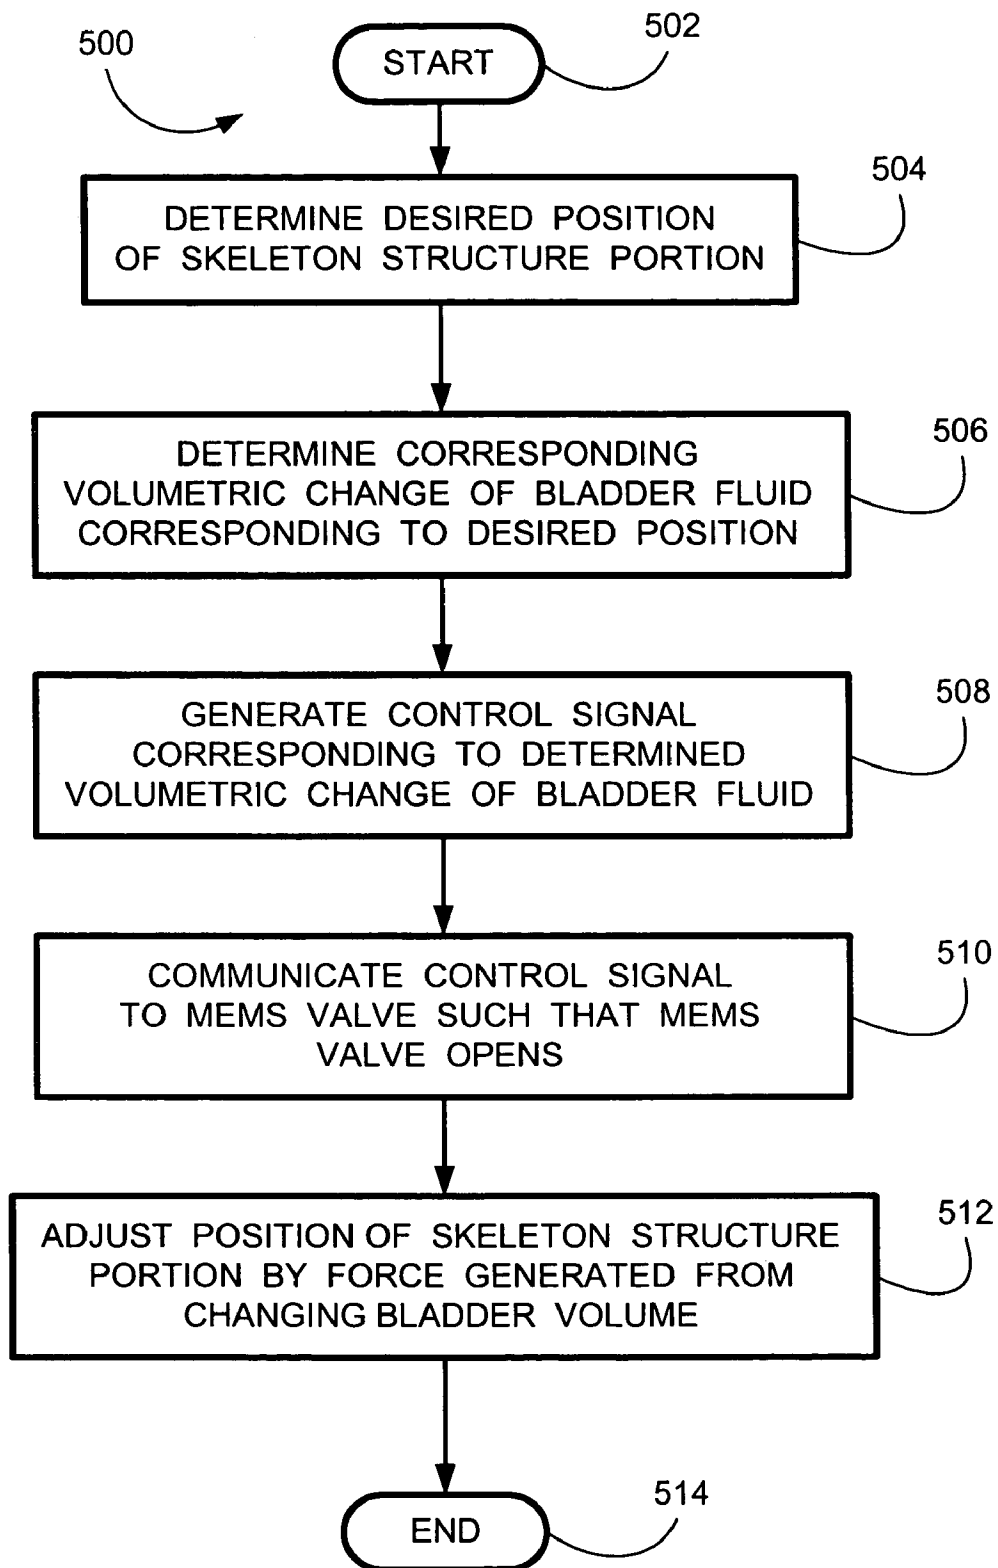 500
START
502
504
DETERMINE DESIRED POSITION
OF SKELETON STRUCTURE PORTION
506
DETERMINE CORRESPONDING
VOLUMETRIC CHANGE OF BLADDER FLUID
CORRESPONDING TO DESIRED POSITION
508
GENERATE CONTROL SIGNAL
CORRESPONDING TO DETERMINED
VOLUMETRIC CHANGE OF BLADDER FLUID
510
COMMUNICATE CONTROL SIGNAL
TO MEMS VALVE SUCH THAT MEMS
VALVE OPENS
512
ADJUST POSITION OF SKELETON STRUCTURE
PORTION BY FORCE GENERATED FROM
CHANGING BLADDER VOLUME
514
END